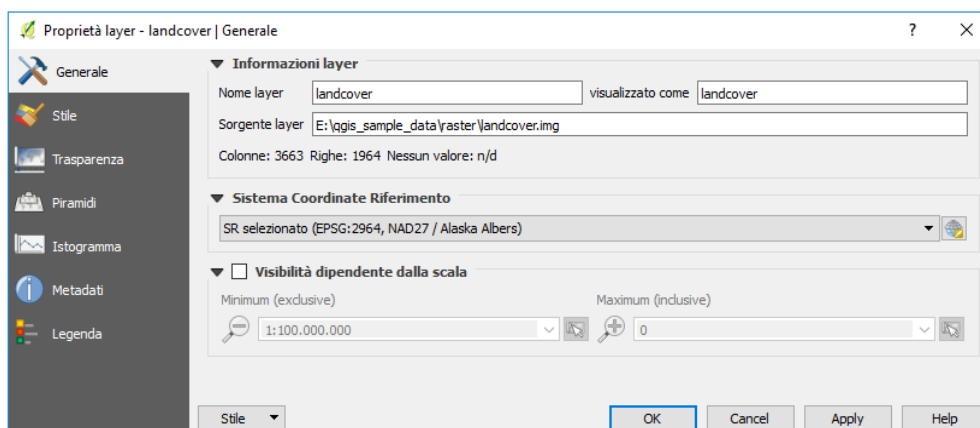 Proprietà layer - landcover | Generale
? ×
Generale
Stile
Trasparenza
Piramidi
Istogramma
Metadati
Legenda
Informazioni layer
Nome layer landcover visualizzato come landcover
Sorgente layer E:\qgis_sample_data\raster\landcover.img
Colonne: 3663 Righe: 1964 Nessun valore: n/d
Sistema Coordinate Riferimento
SR selezionato (EPSG:2964, NAD27 / Alaska Albers)
Visibilità dipendente dalla scala
Minimum (exclusive) Maximum (inclusive)
1:100.000.000 0
Stile OK Cancel Apply Help